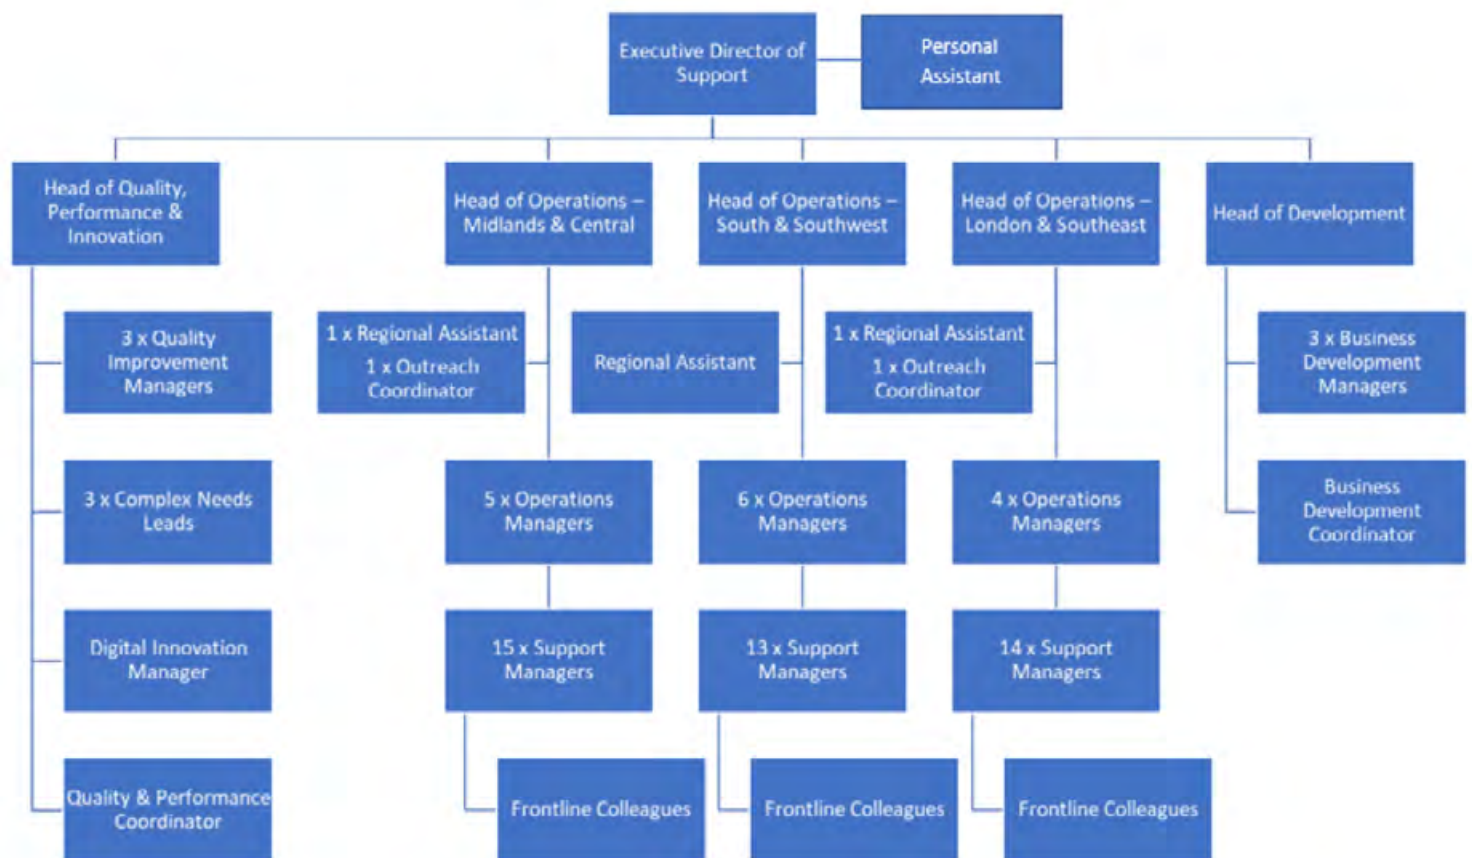 Executive Director of
Support
Personal
Assistant
Head of Quality,
Performance &
Innovation
Head of Operations –
Midlands & Central
Head of Operations –
South & Southwest
Head of Operations –
London & Southeast
Head of Development
3 x Quality
Improvement
Managers
1 x Regional Assistant
1 x Outreach
Coordinator
Regional Assistant
1 x Regional Assistant
1 x Outreach
Coordinator
3 x Business
Development
Managers
3 x Complex Needs
Leads
5 x Operations
Managers
6 x Operations
Managers
4 x Operations
Managers
Business
Development
Coordinator
Digital Innovation
Manager
15 x Support
Managers
13 x Support
Managers
14 x Support
Managers
Quality & Performance
Coordinator
Frontline Colleagues
Frontline Colleagues
Frontline Colleagues